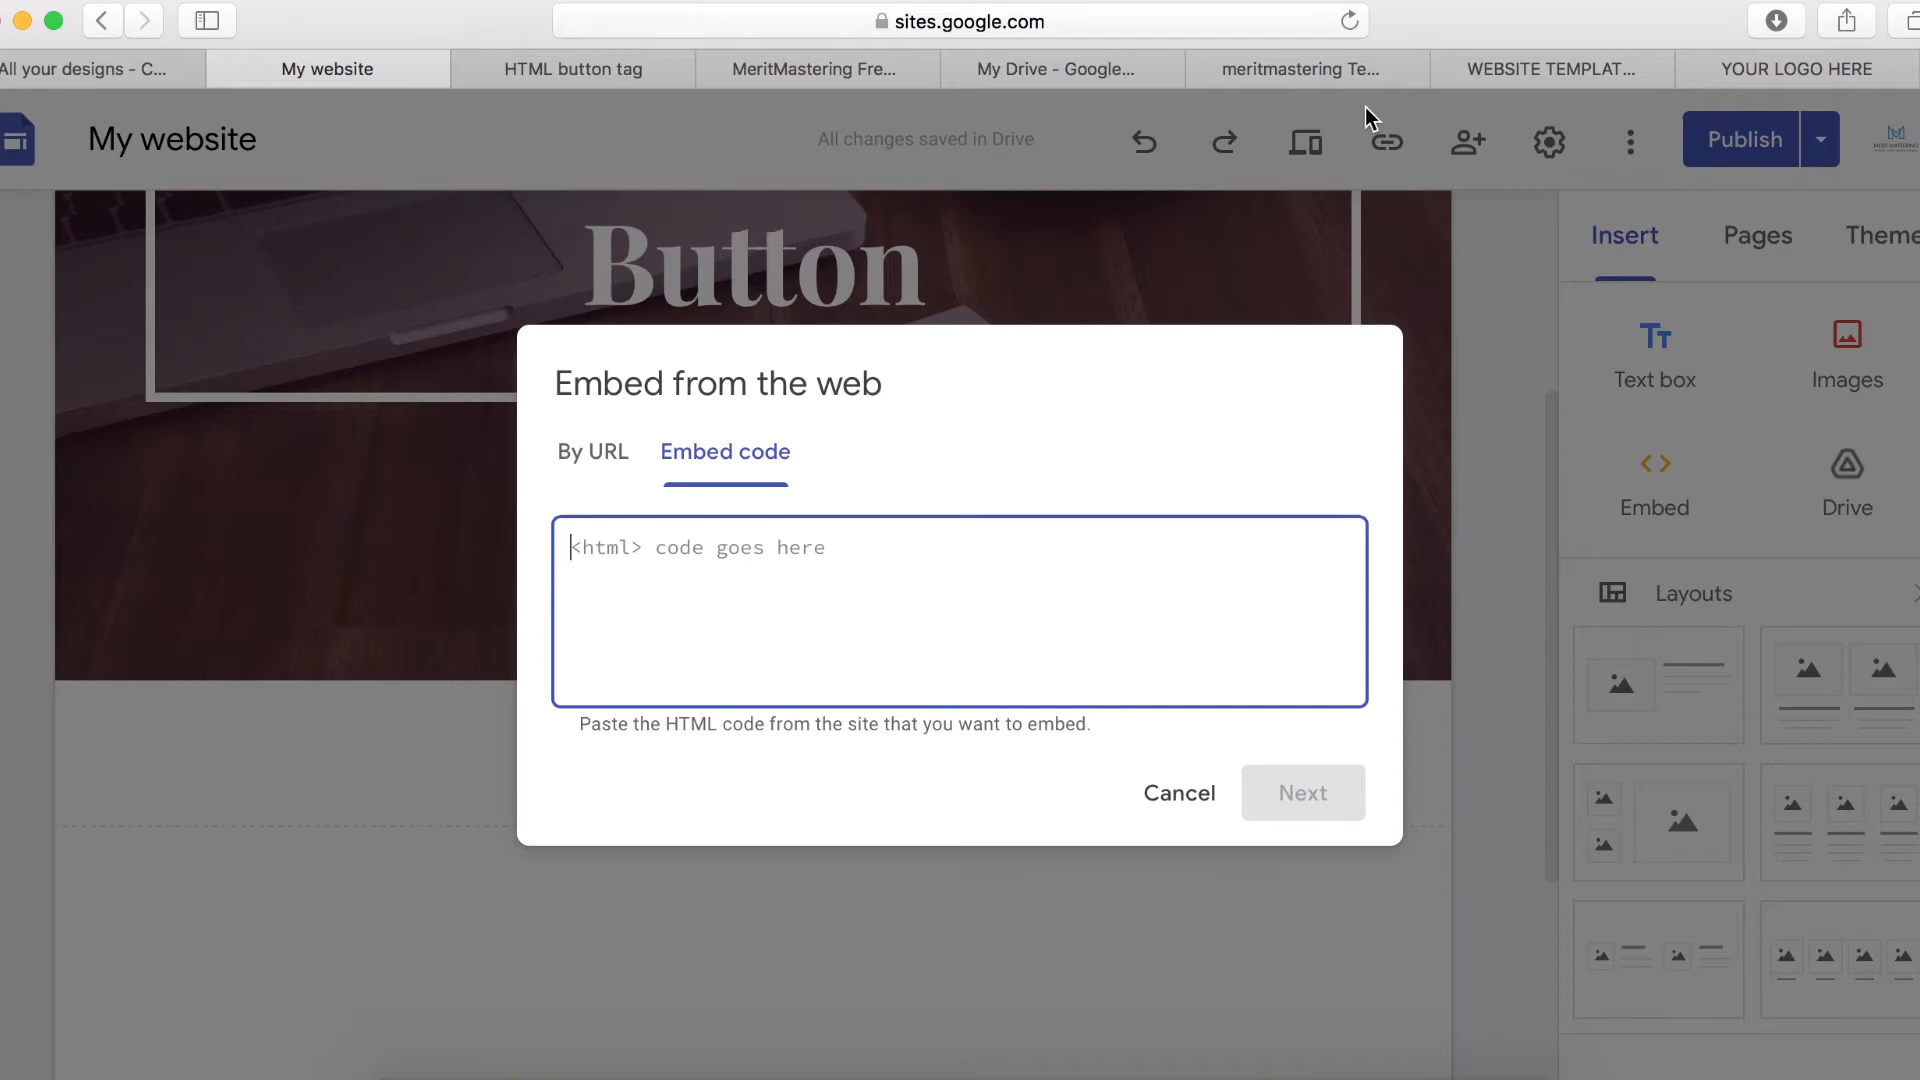 sites.google.com
All your designs - C...
My website
HTML button tag
MeritMastering Fre...
My Drive - Google...
meritmastering Te...
WEBSITE TEMPLAT...
YOUR LOGO HERE
My website
All changes saved in Drive
Publish
Button
Insert
Pages
Theme
Text box
Images
Embed
Drive
Layouts
Embed from the web
By URL
Embed code
<html> code goes here
Paste the HTML code from the site that you want to embed.
Cancel
Next